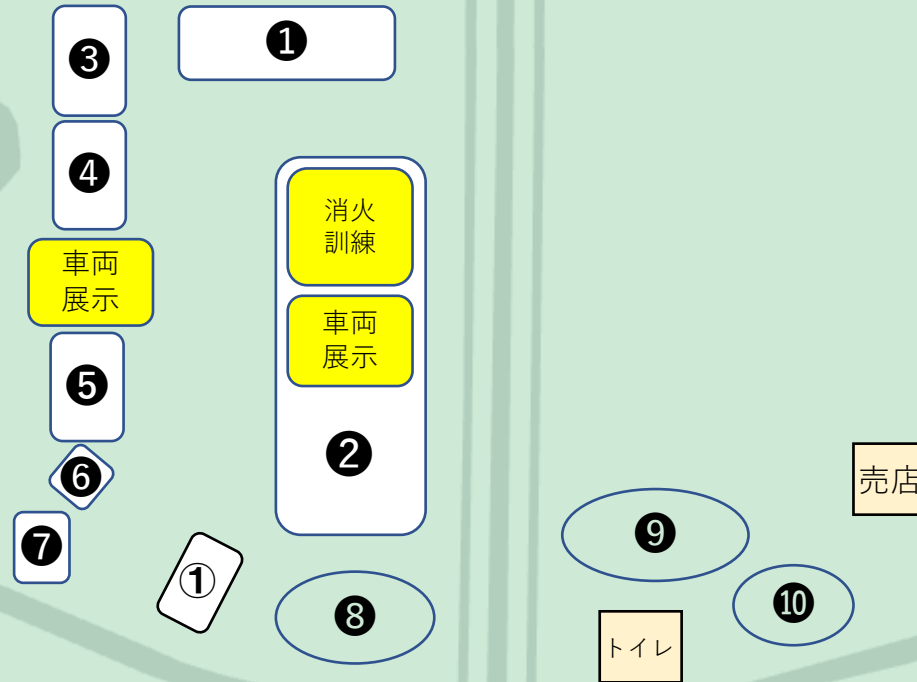 ❸
❶
❹
消火
訓練
車両
展示
車両
展示
❺
❷
❻
売店
❼
❾
①
❽
❿
トイレ